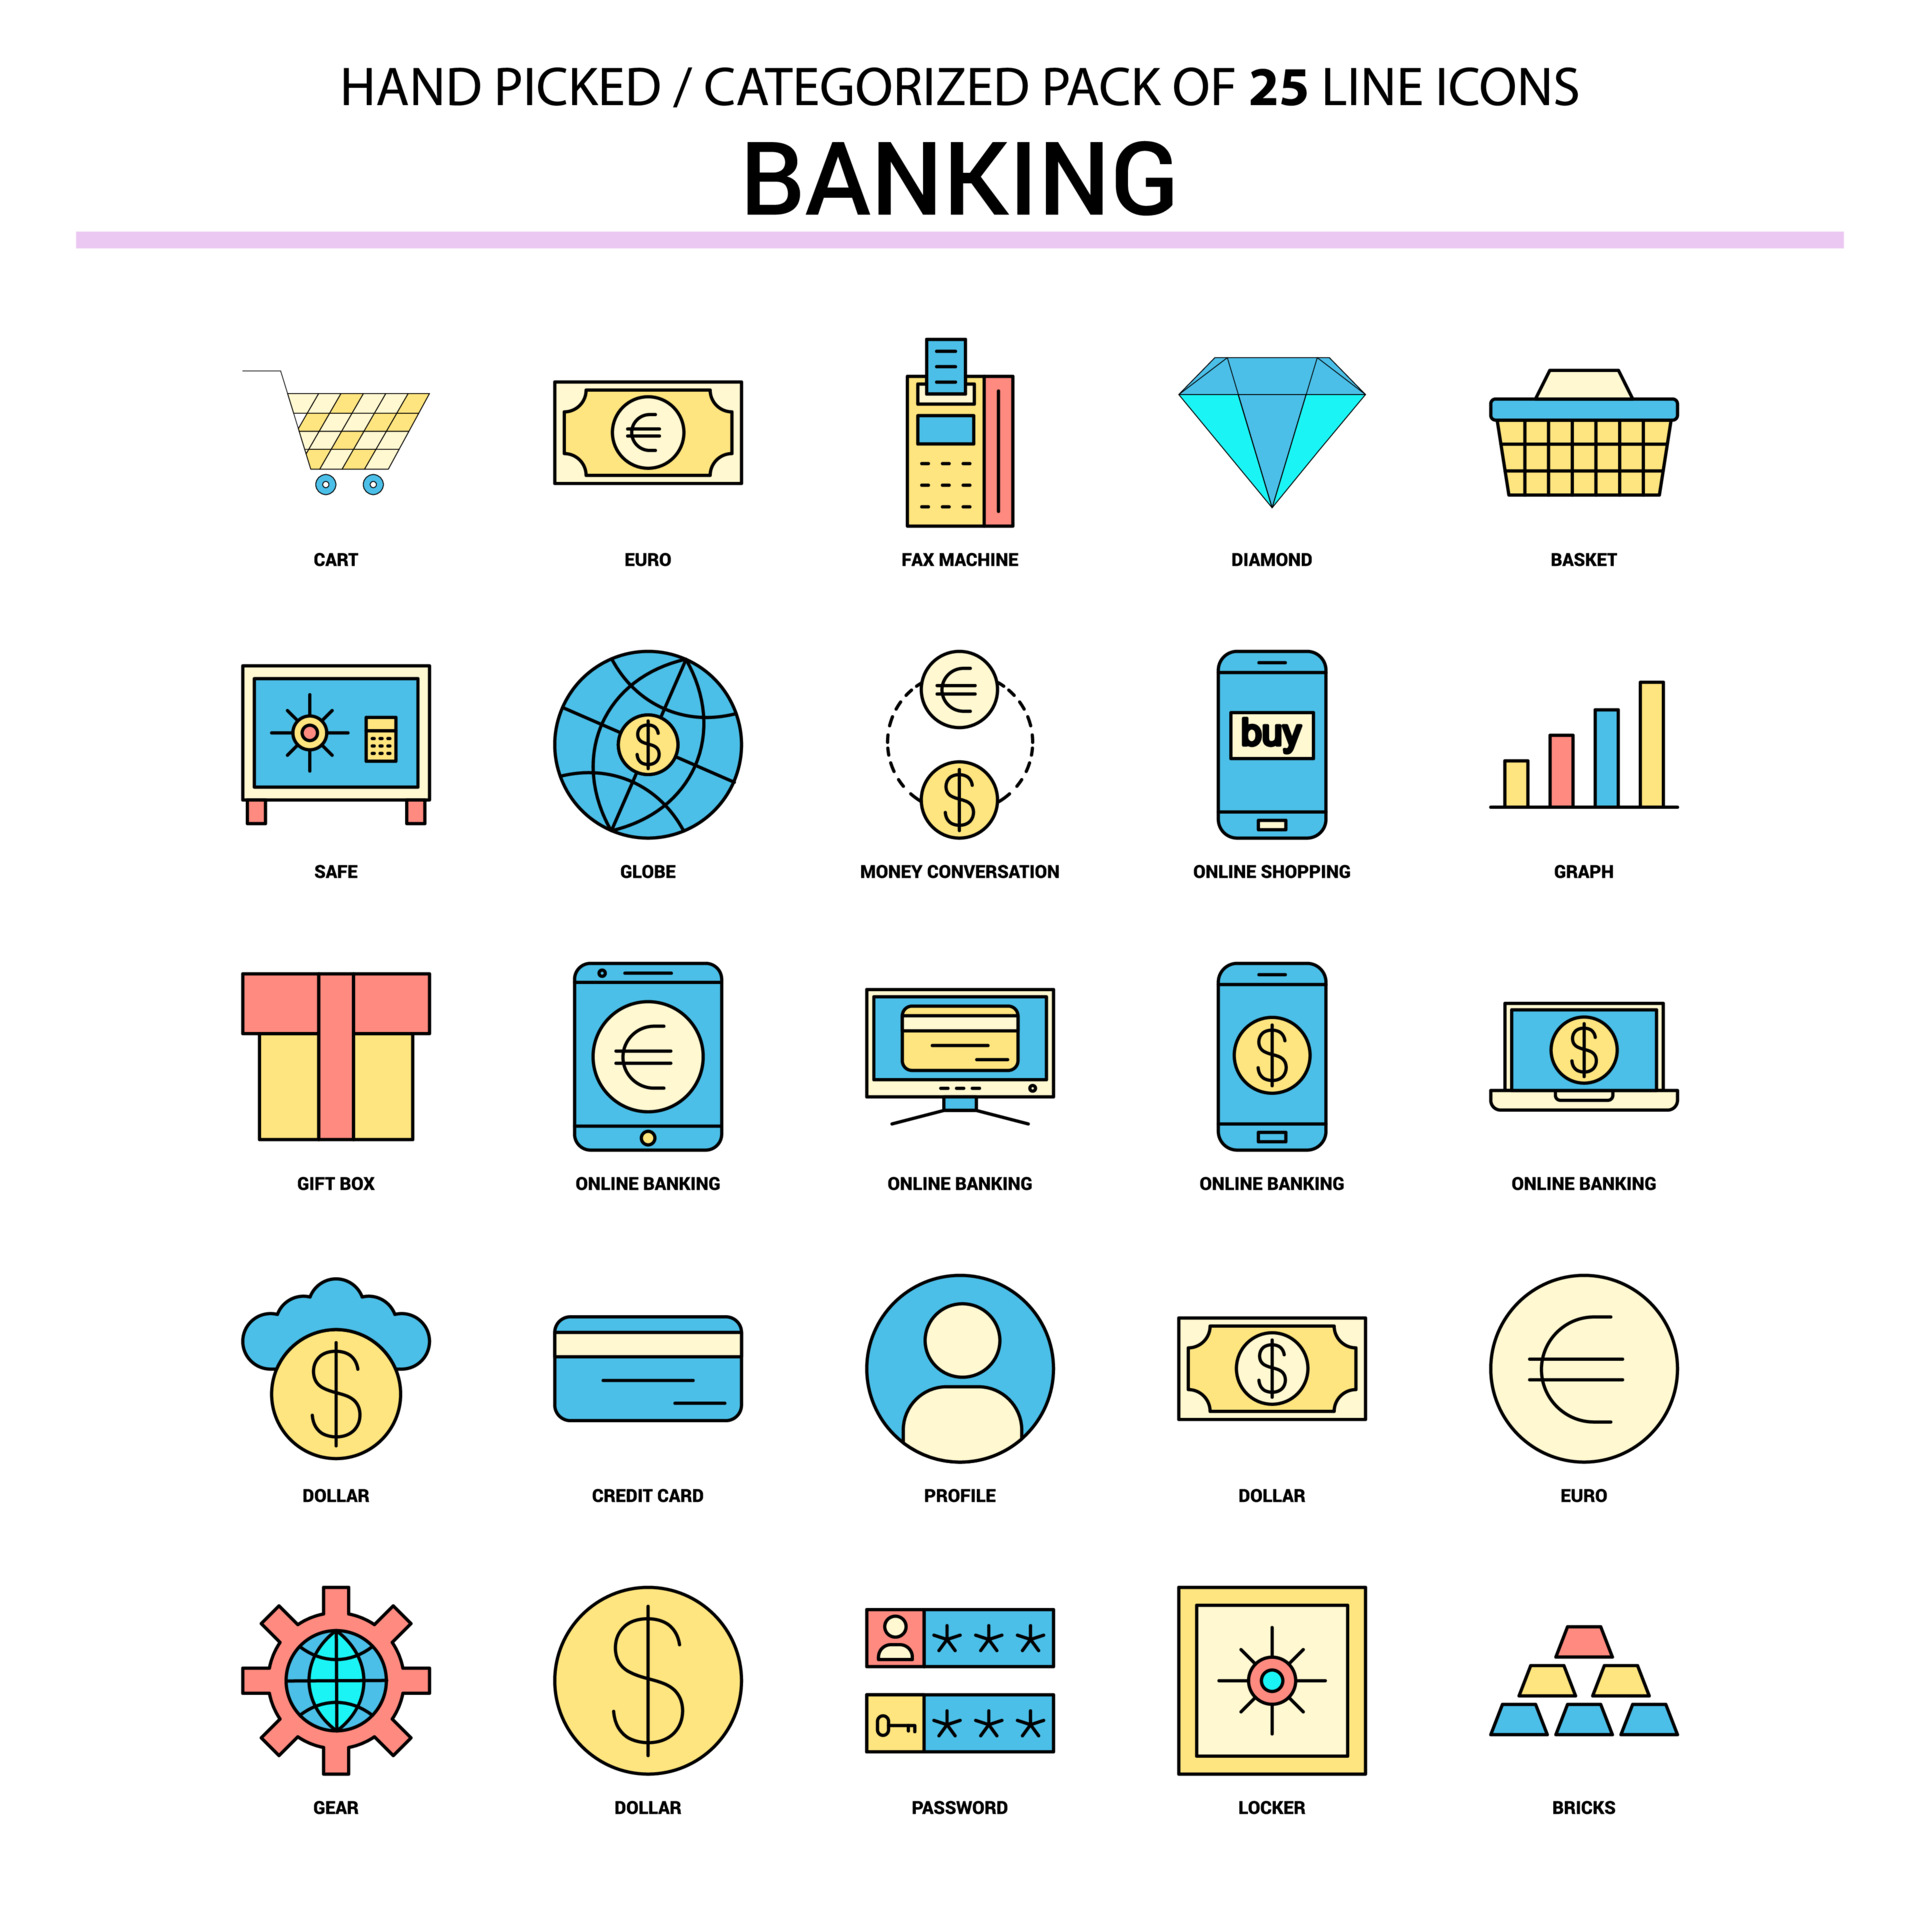 HAND PICKED / CATEGORIZED PACK OF 25 LINE ICONS
BANKING
€
CART
EURO
FAX MACHINE
DIAMOND
BASKET
$
€
$
buy
SAFE
GLOBE
MONEY CONVERSATION
ONLINE SHOPPING
GRAPH
€
$
$
GIFT BOX
ONLINE BANKING
ONLINE BANKING
ONLINE BANKING
ONLINE BANKING
$
$
€
DOLLAR
CREDIT CARD
PROFILE
DOLLAR
EURO
$
* * *
* * *
GEAR
DOLLAR
PASSWORD
LOCKER
BRICKS